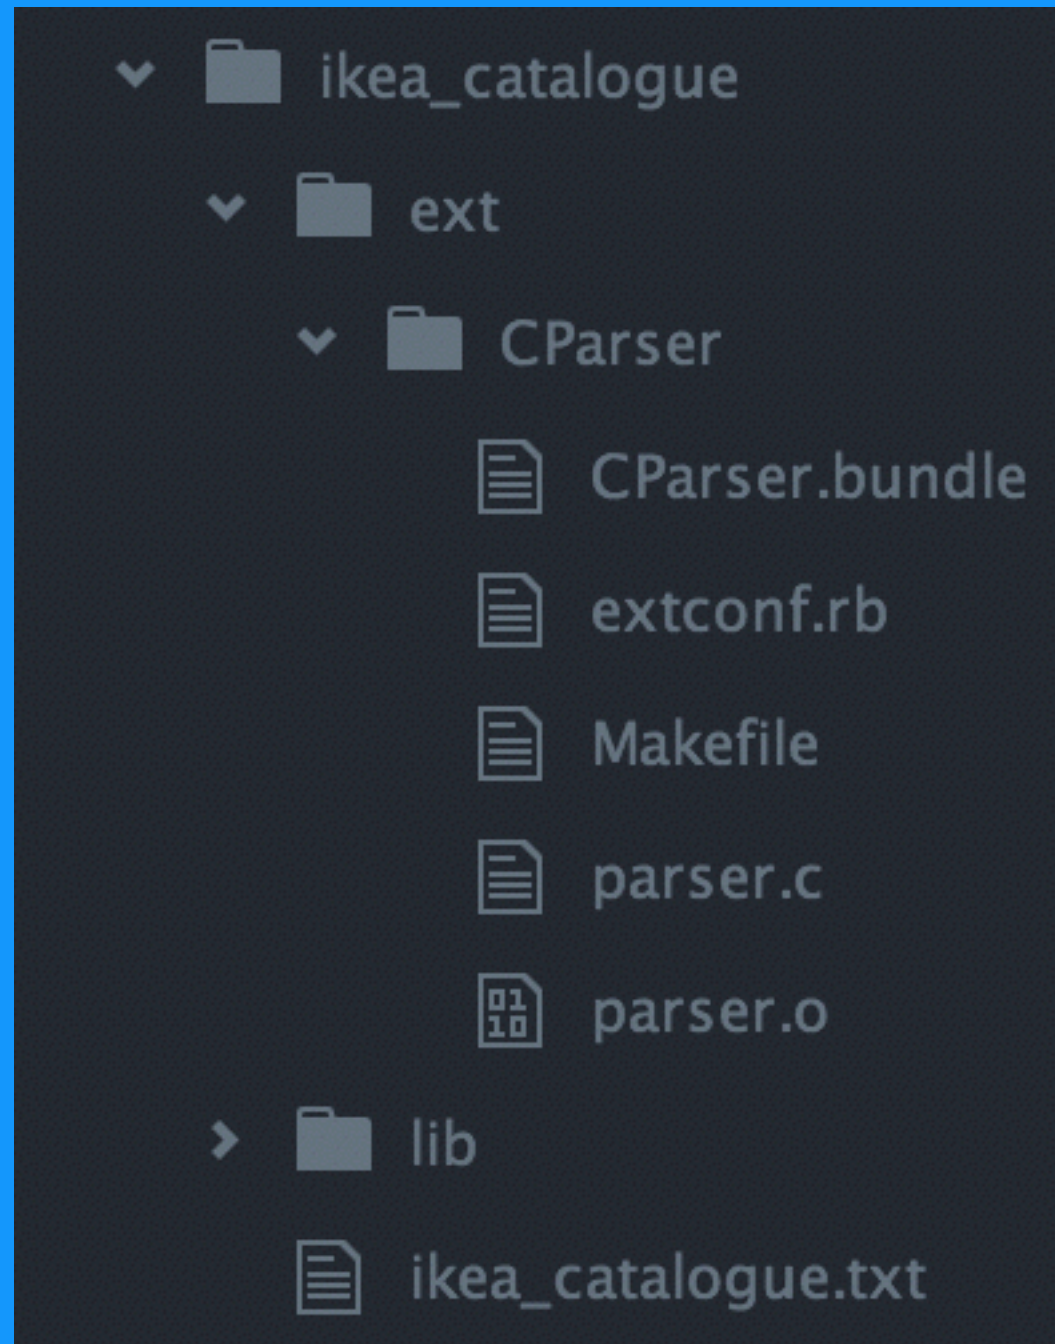 ikea_catalogue
ext
CParser
CParser.bundle
extconf.rb
Makefile
parser.c
parser.o
lib
ikea_catalogue.txt